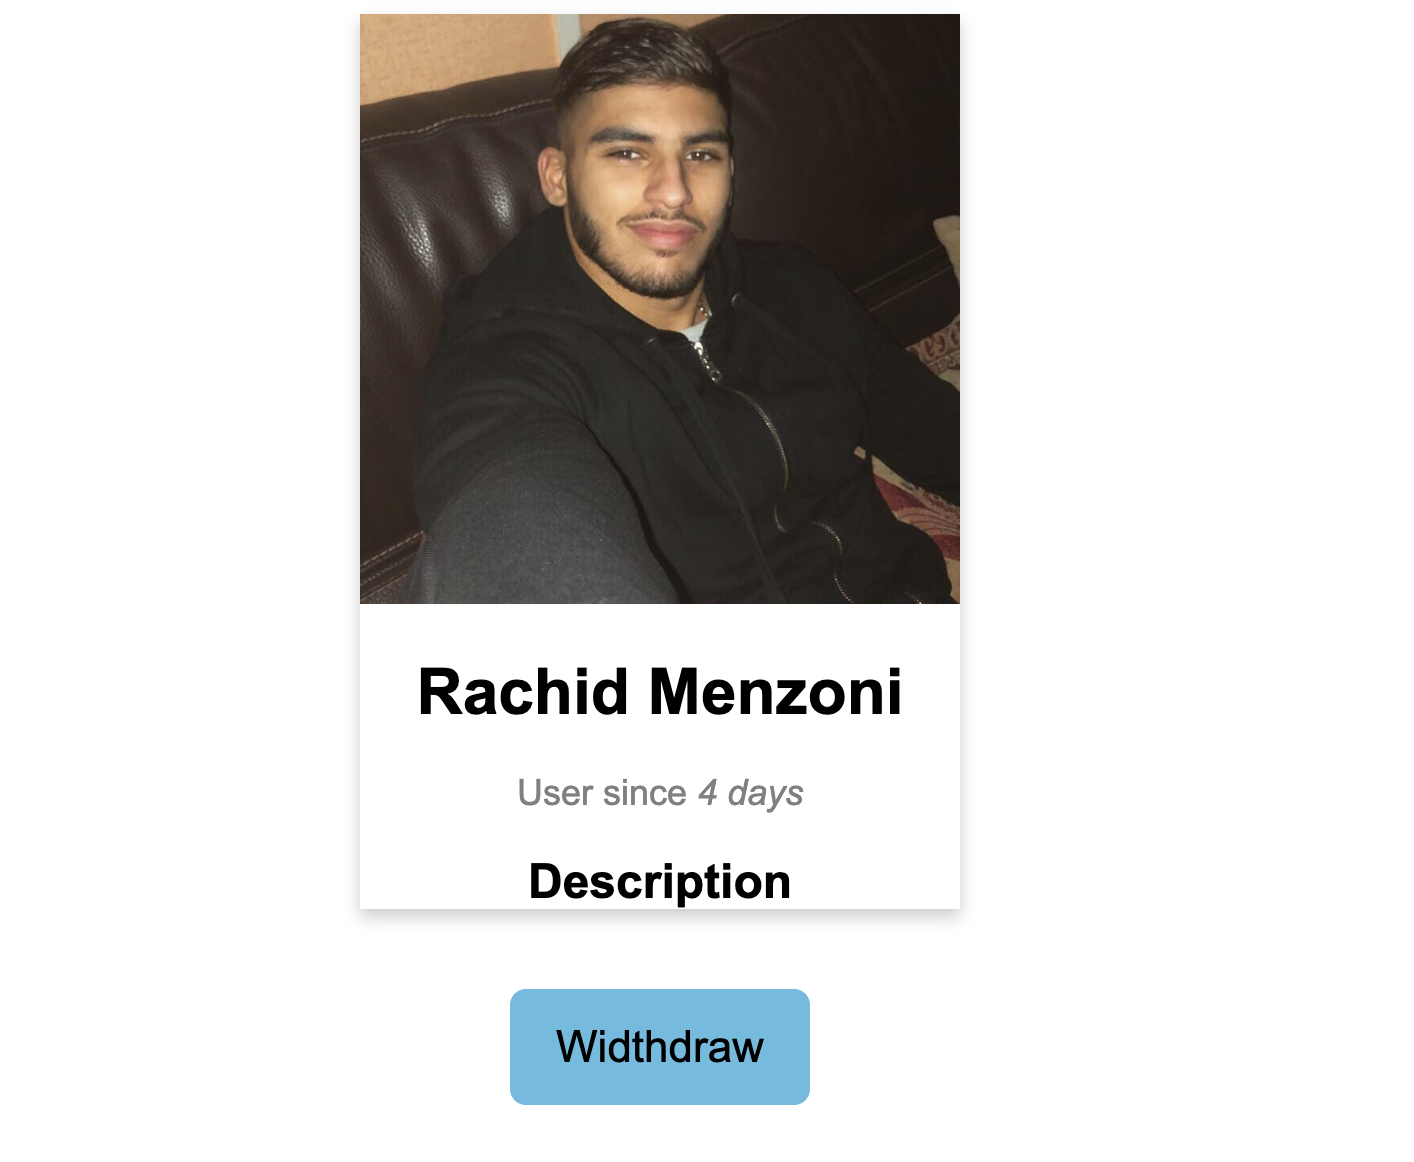 Rachid Menzoni
User since 4 days
Description
Widthdraw